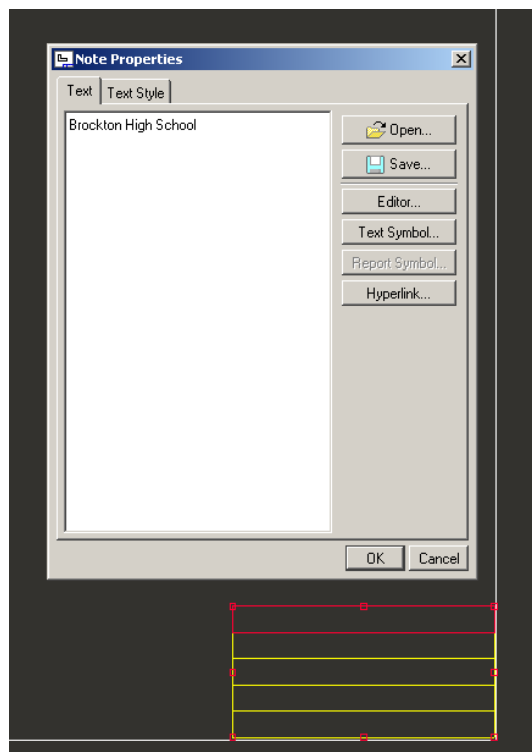 Note Properties
Text
Text Style
Brockton High School
Open...
Save...
Editor...
Text Symbol...
Report Symbol...
Hyperlink...
OK
Cancel